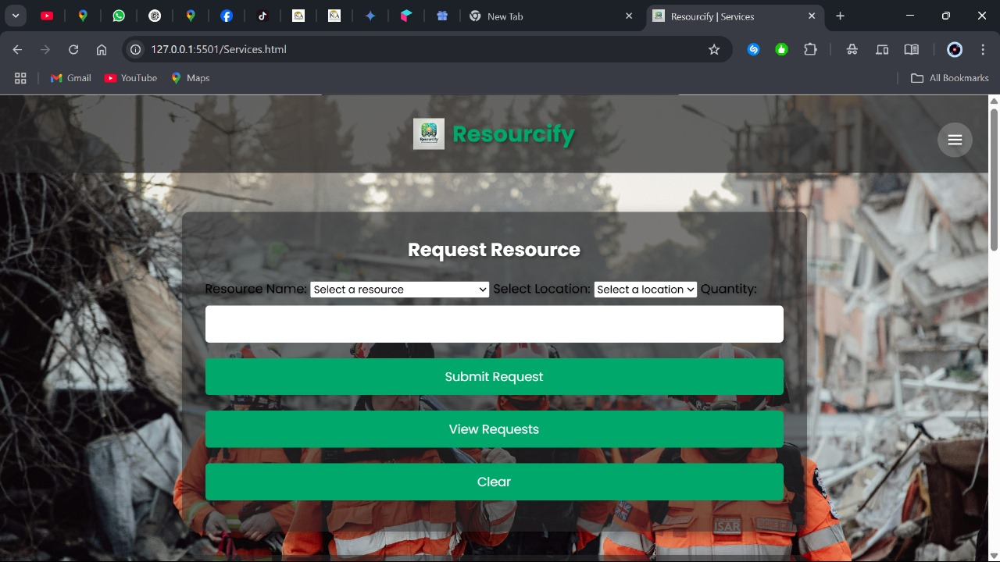 New Tab
Resourcify | Services
127.0.0.1:5501/Services.html
Gmail
YouTube
Maps
All Bookmarks
Resourcify
Resourcify
Request Resource
Resource Name: Select a resource Select Location: Select a location Quantity:
Submit Request
View Requests
Clear
ISAR